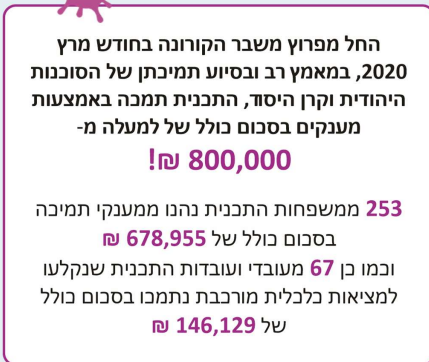 החל מפרוץ משבר הקורונה בחודש מרץ
2020, במאמץ רב ובסיוע תמיכתן של הסוכנות
היהודית וקרן היסוד, התכנית תמכה באמצעות
מענקים בסכום כולל של למעלה מ-
800,000 ₪!
253 ממשפחות התכנית נהנו ממענקי תמיכה
בסכום כולל של 678,955 ₪
וכמו כן 67 מעובדי ועובדות התכנית שנקלעו
למציאות כלכלית מורכבת נתמכו בסכום כולל
של 146,129 ₪